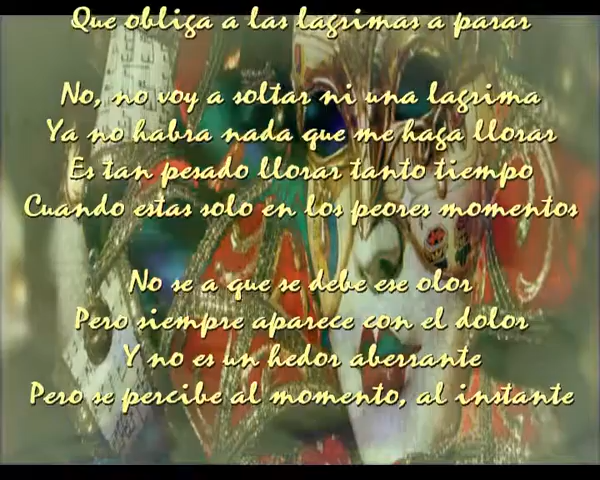 Que obliga a las lagrimas a parar
No, no voy a soltar ni una lagrima
Ya no habra nada que me haga llorar
Es tan pesado llorar tanto tiempo
Cuando estas solo en los peores momentos
No se a que se debe ese olor
Pero siempre aparece con el dolor
Y no es un hedor aberrante
Pero se percibe al momento, al instante